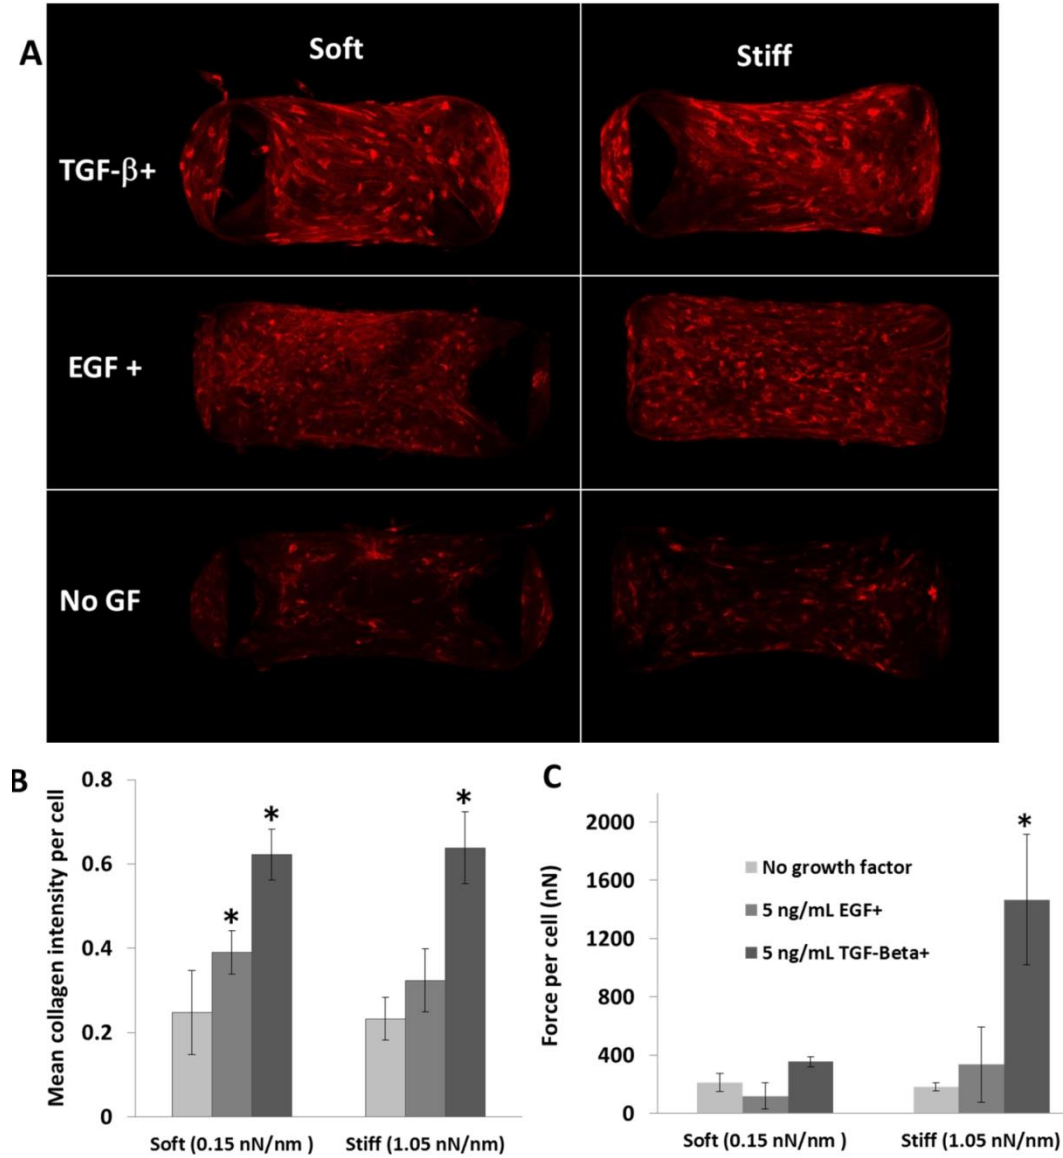 A
Soft
Stiff
TGF-β+
EGF +
No GF
B
Mean collagen intensity per cell
0.8
0.6
0.4
0.2
0
*
*
*
Soft (0.15 nN/nm )
Stiff (1.05 nN/nm)
C
Force per cell (nN)
2000
1600
1200
800
400
0
*
No growth factor
5 ng/mL EGF+
5 ng/mL TGF-Beta+
Soft (0.15 nN/nm )
Stiff (1.05 nN/nm)